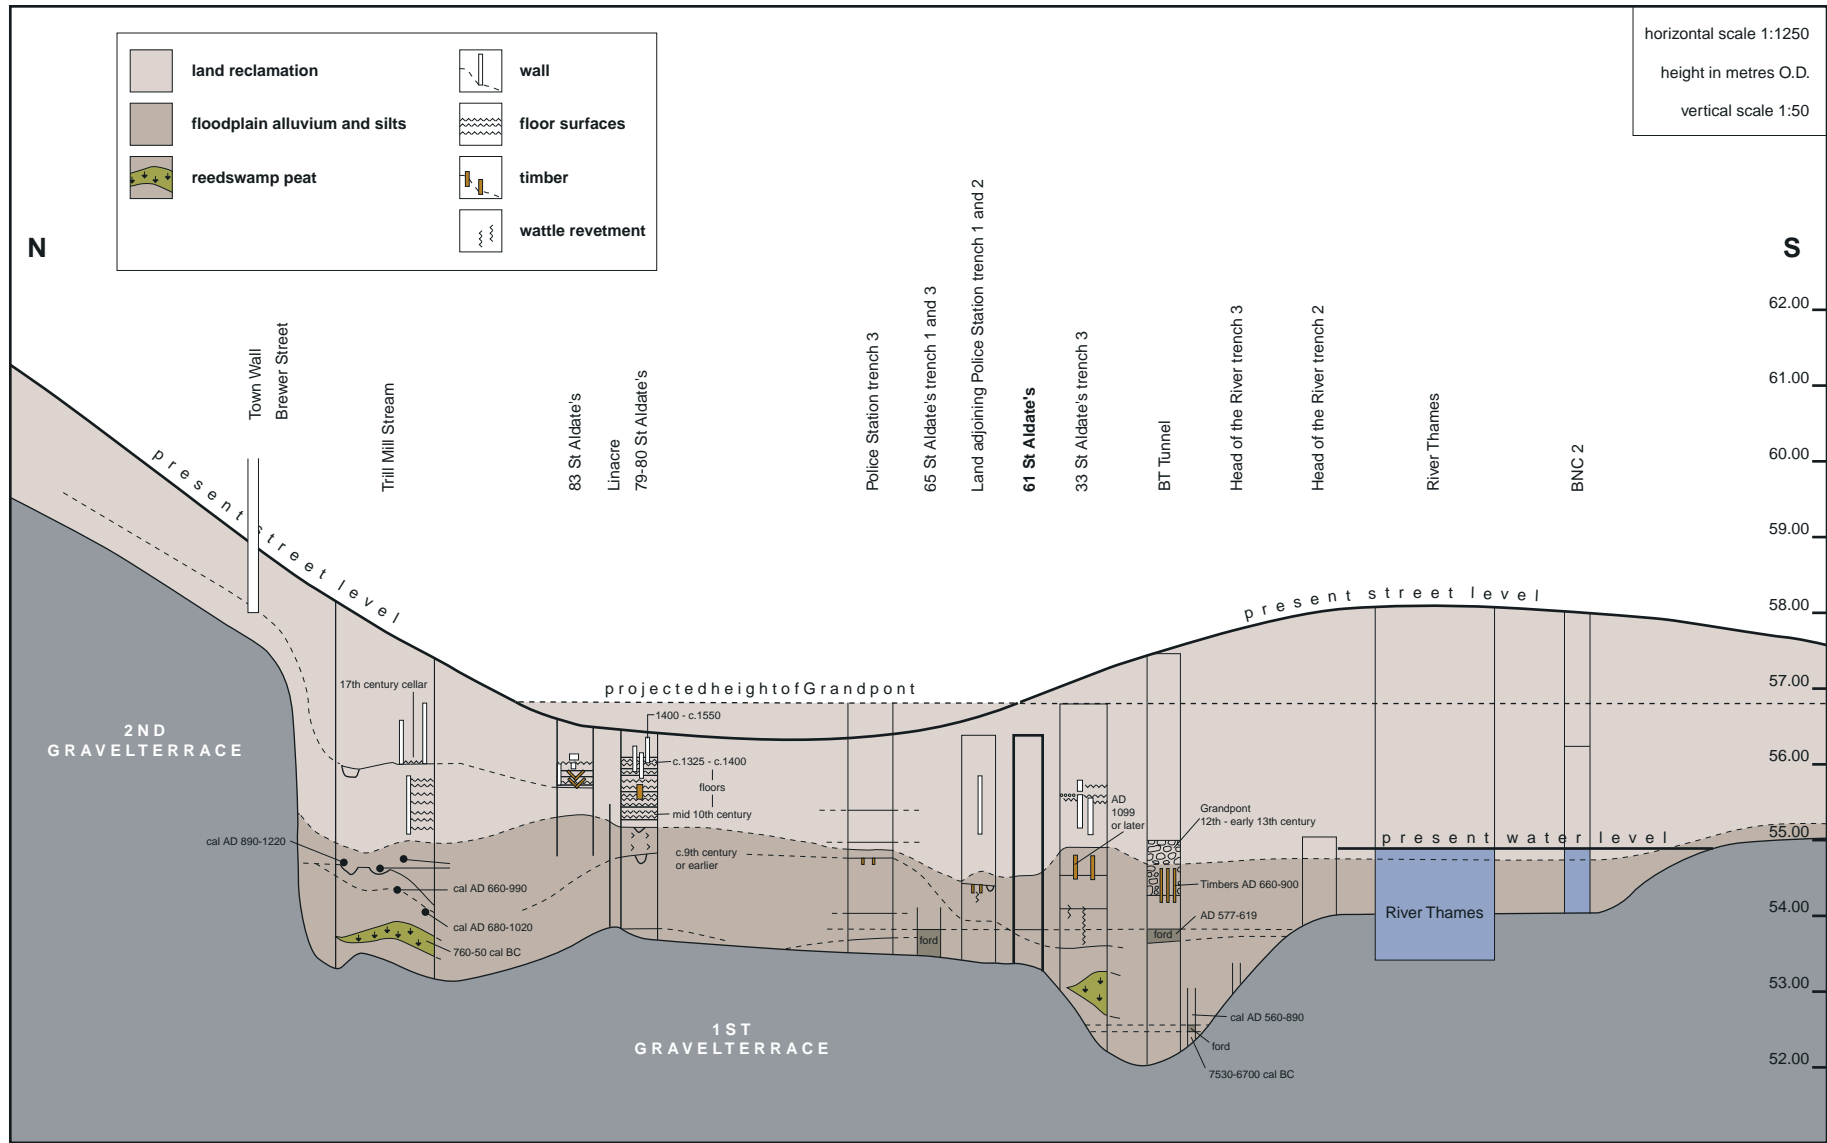 horizontal scale 1:1250
height in metres O.D.
vertical scale 1:50
land reclamation
floodplain alluvium and silts
reedswamp peat
wall
floor surfaces
timber
wattle revetment
N
S
62.00
61.00
60.00
59.00
58.00
57.00
56.00
55.00
54.00
53.00
52.00
Town Wall
Brewer Street
Trill Mill Stream
83 St Aldate's
Linacre
79-80 St Aldate's
Police Station trench 3
65 St Aldate's trench 1 and 3
Land adjoining Police Station trench 1 and 2
61 St Aldate's
33 St Aldate's trench 3
BT Tunnel
Head of the River trench 3
Head of the River trench 2
River Thames
BNC 2
present street level
present street level
projected height of Grandpont
17th century cellar
1400 - c.1550
c.1325 - c.1400
floors
mid 10th century
c.9th century
or earlier
cal AD 890-1220
cal AD 660-990
cal AD 680-1020
760-50 cal BC
AD
1099
or later
Grandpont
12th - early 13th century
present water level
Timbers AD 660-900
AD 577-619
ford
ford
River Thames
cal AD 560-890
ford
7530-6700 cal BC
2ND
GRAVEL TERRACE
1ST
GRAVEL TERRACE